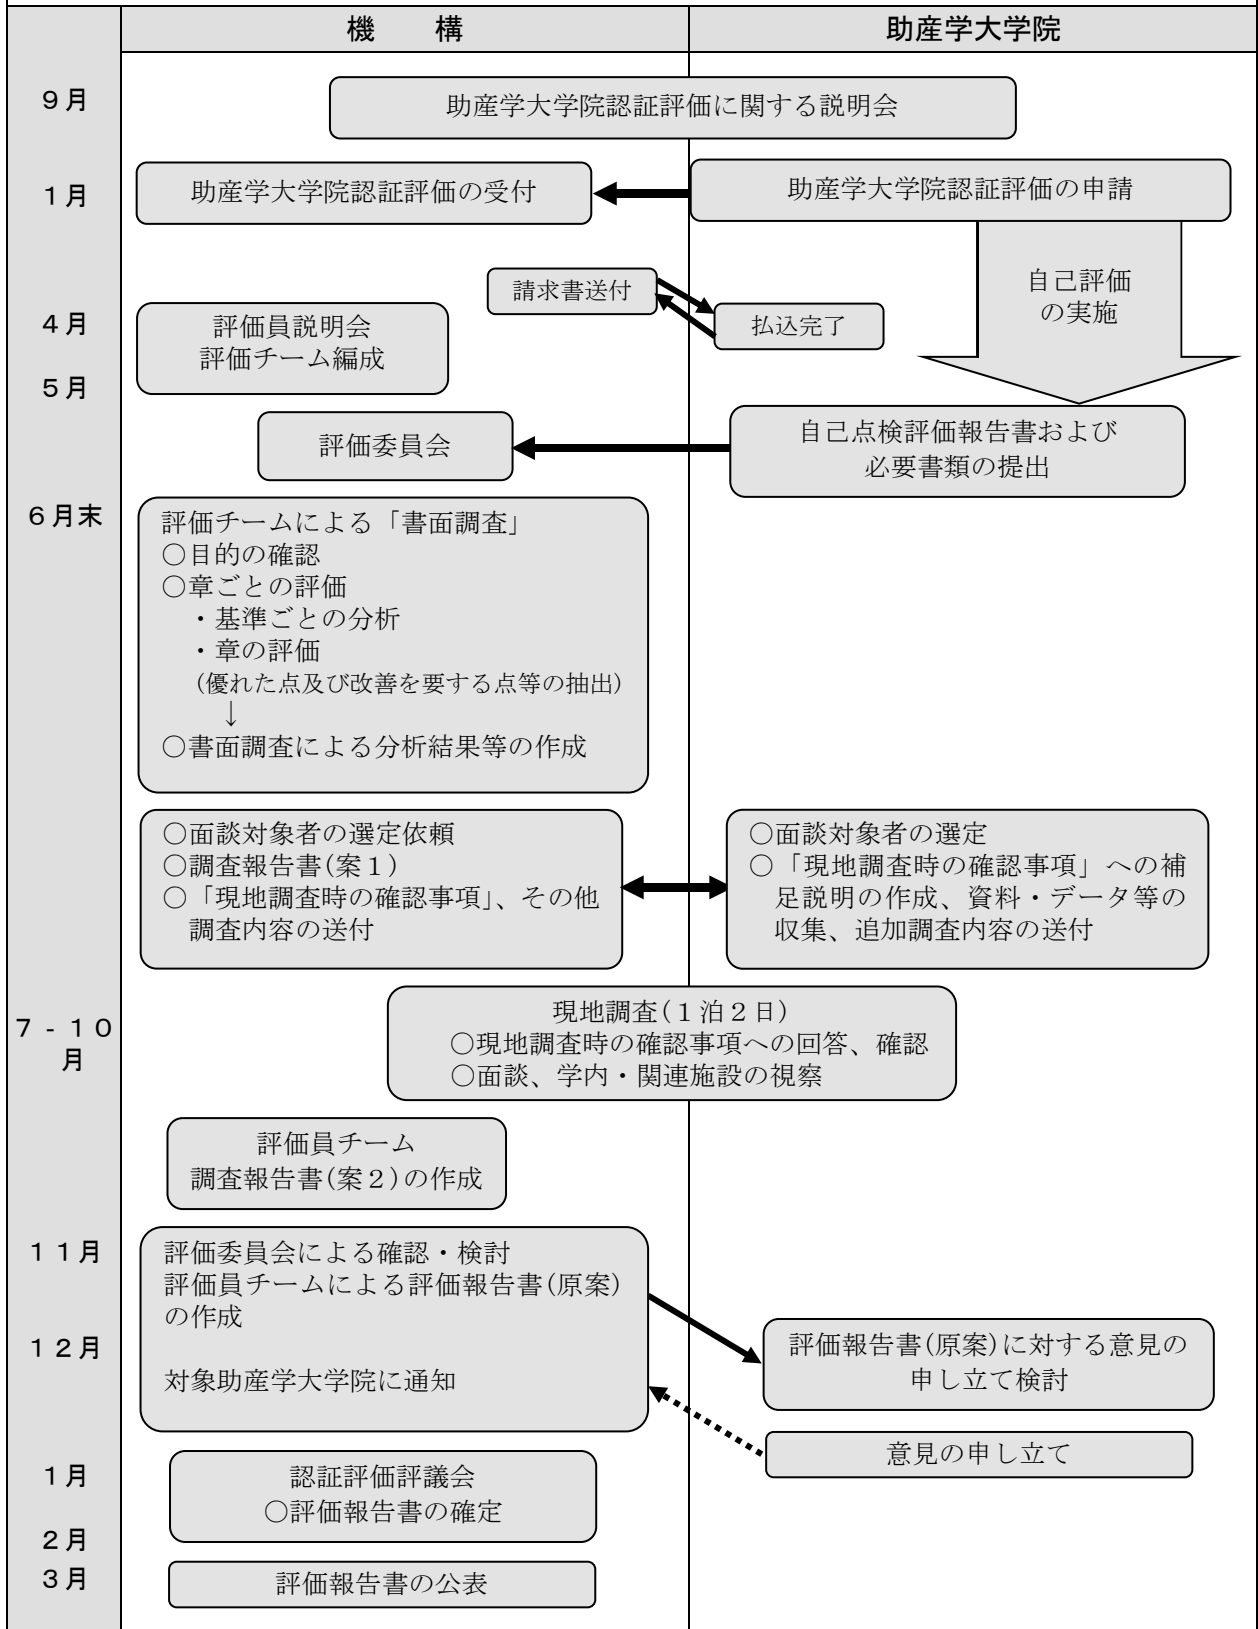 機　　構
助産学大学院
９月
助産学大学院認証評価に関する説明会
１月
助産学大学院認証評価の受付
助産学大学院認証評価の申請
自己評価
の実施
請求書送付
払込完了
４月
評価員説明会
評価チーム編成
５月
評価委員会
自己点検評価報告書および
必要書類の提出
６月末
評価チームによる「書面調査」
○目的の確認
○章ごとの評価
・基準ごとの分析
・章の評価
（優れた点及び改善を要する点等の抽出）
↓
○書面調査による分析結果等の作成
○面談対象者の選定依頼
○調査報告書(案１)
○「現地調査時の確認事項」、その他
調査内容の送付
○面談対象者の選定
○「現地調査時の確認事項」への補
足説明の作成、資料・データ等の
収集、追加調査内容の送付
７-１０
月
現地調査(１泊２日)
○現地調査時の確認事項への回答、確認
○面談、学内・関連施設の視察
評価員チーム
調査報告書(案２)の作成
１１月
評価委員会による確認・検討
評価員チームによる評価報告書(原案)
の作成
１２月
対象助産学大学院に通知
評価報告書(原案)に対する意見の
申し立て検討
意見の申し立て
１月
認証評価評議会
○評価報告書の確定
２月
３月
評価報告書の公表